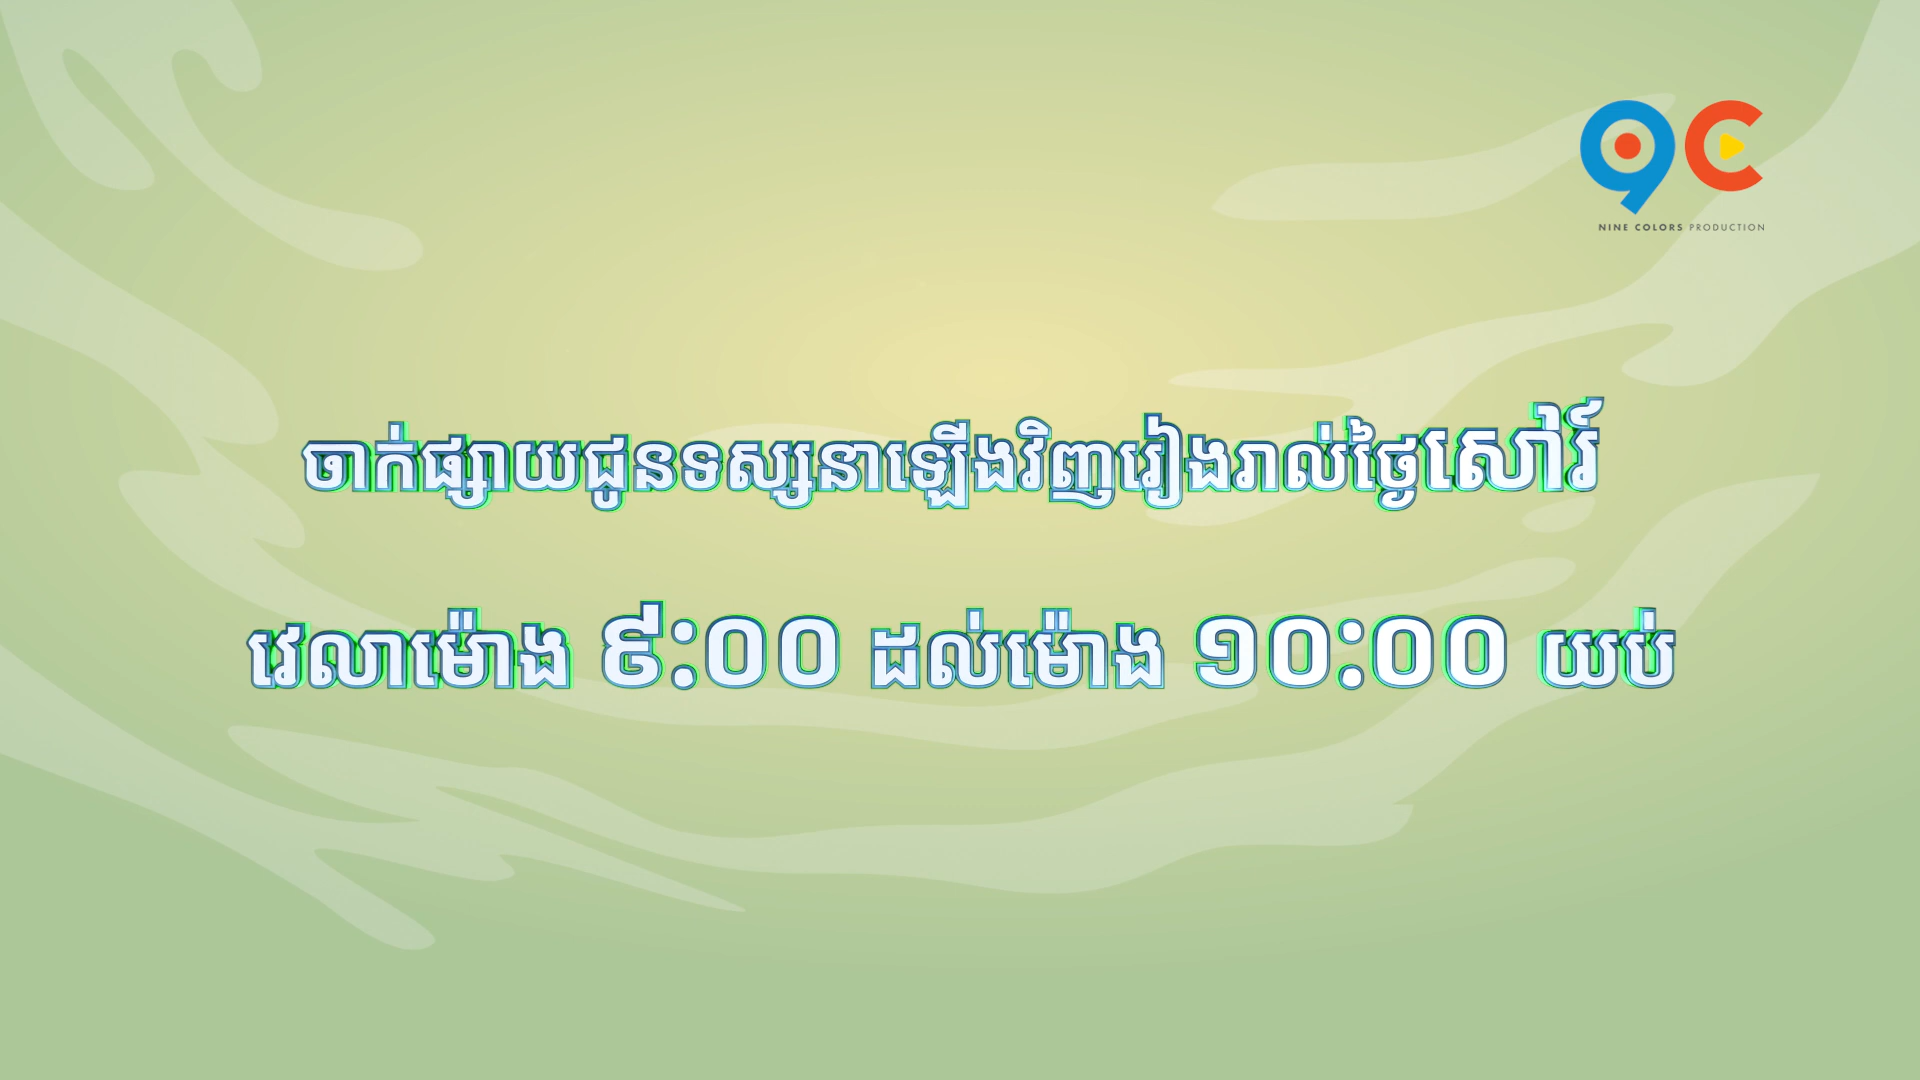 NINE COLORS PRODUCTION
ចាក់ផ្សាយជូនទស្សនាឡើងវិញរៀងរាល់ថ្ងៃសៅរ៍
វេលាម៉ោង ៩:០០ ដល់ម៉ោង ១០:០០ យប់